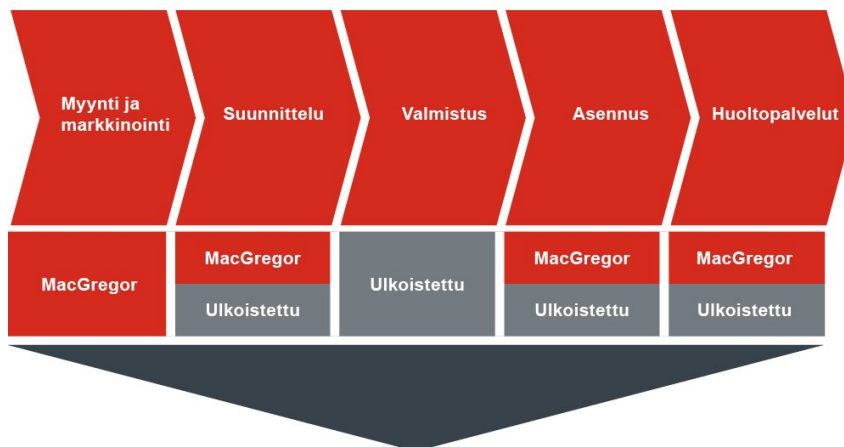 Myynti ja
markkinointi
Suunnittelu
Valmistus
Asennus
Huoltopalvelut
MacGregor
MacGregor
Ulkoistettu
Ulkoistettu
MacGregor
Ulkoistettu
MacGregor
Ulkoistettu